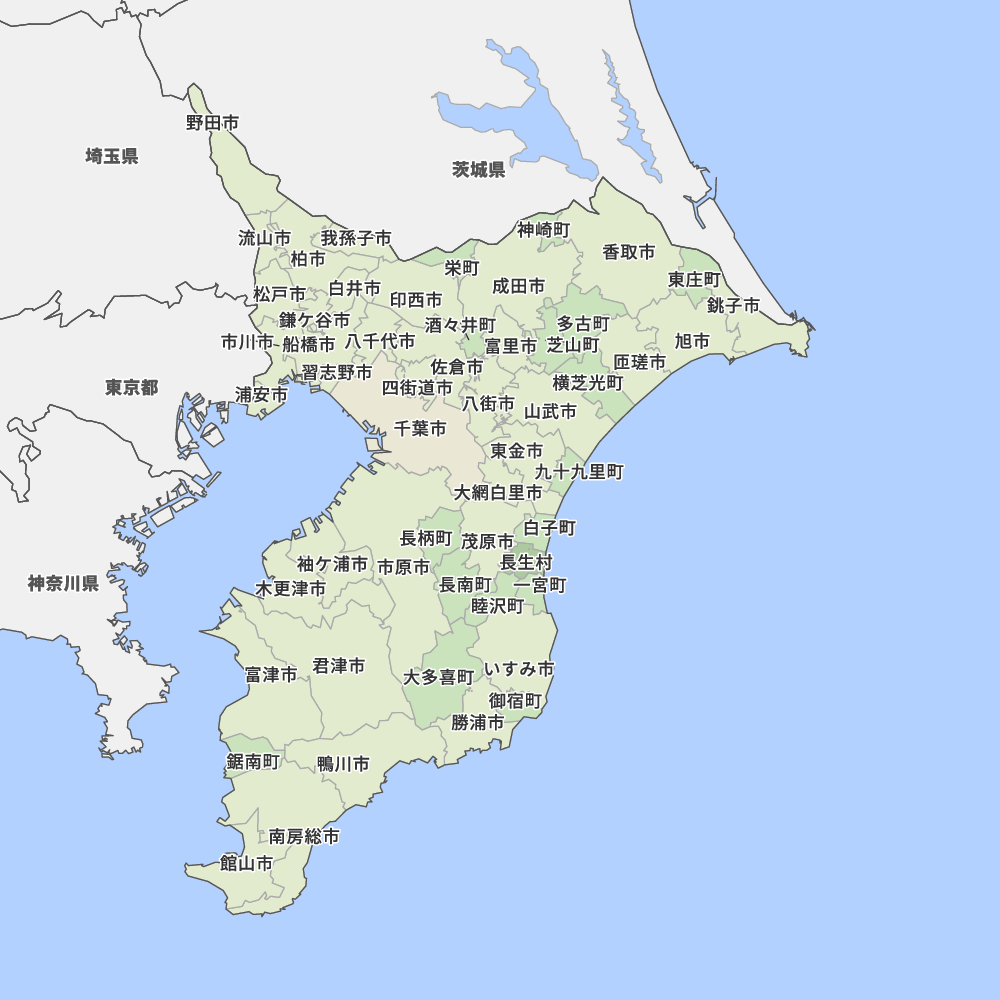 野田市
埼玉県
茨城県
神崎町
流山市
我孫子市
香取市
柏市
栄町
東庄町
成田市
白井市
松戸市
印西市
銚子市
鎌ケ谷市
酒々井町
多古町
市川市
船橋市
八千代市
富里市
芝山町
旭市
匝瑳市
佐倉市
習志野市
四街道市
横芝光町
東京都
浦安市
八街市
山武市
千葉市
東金市
九十九里町
大網白里市
白子町
長柄町
茂原市
長生村
袖ケ浦市
市原市
神奈川県
木更津市
長南町
一宮町
睦沢町
君津市
いすみ市
富津市
大多喜町
御宿町
勝浦市
鋸南町
鴨川市
南房総市
館山市